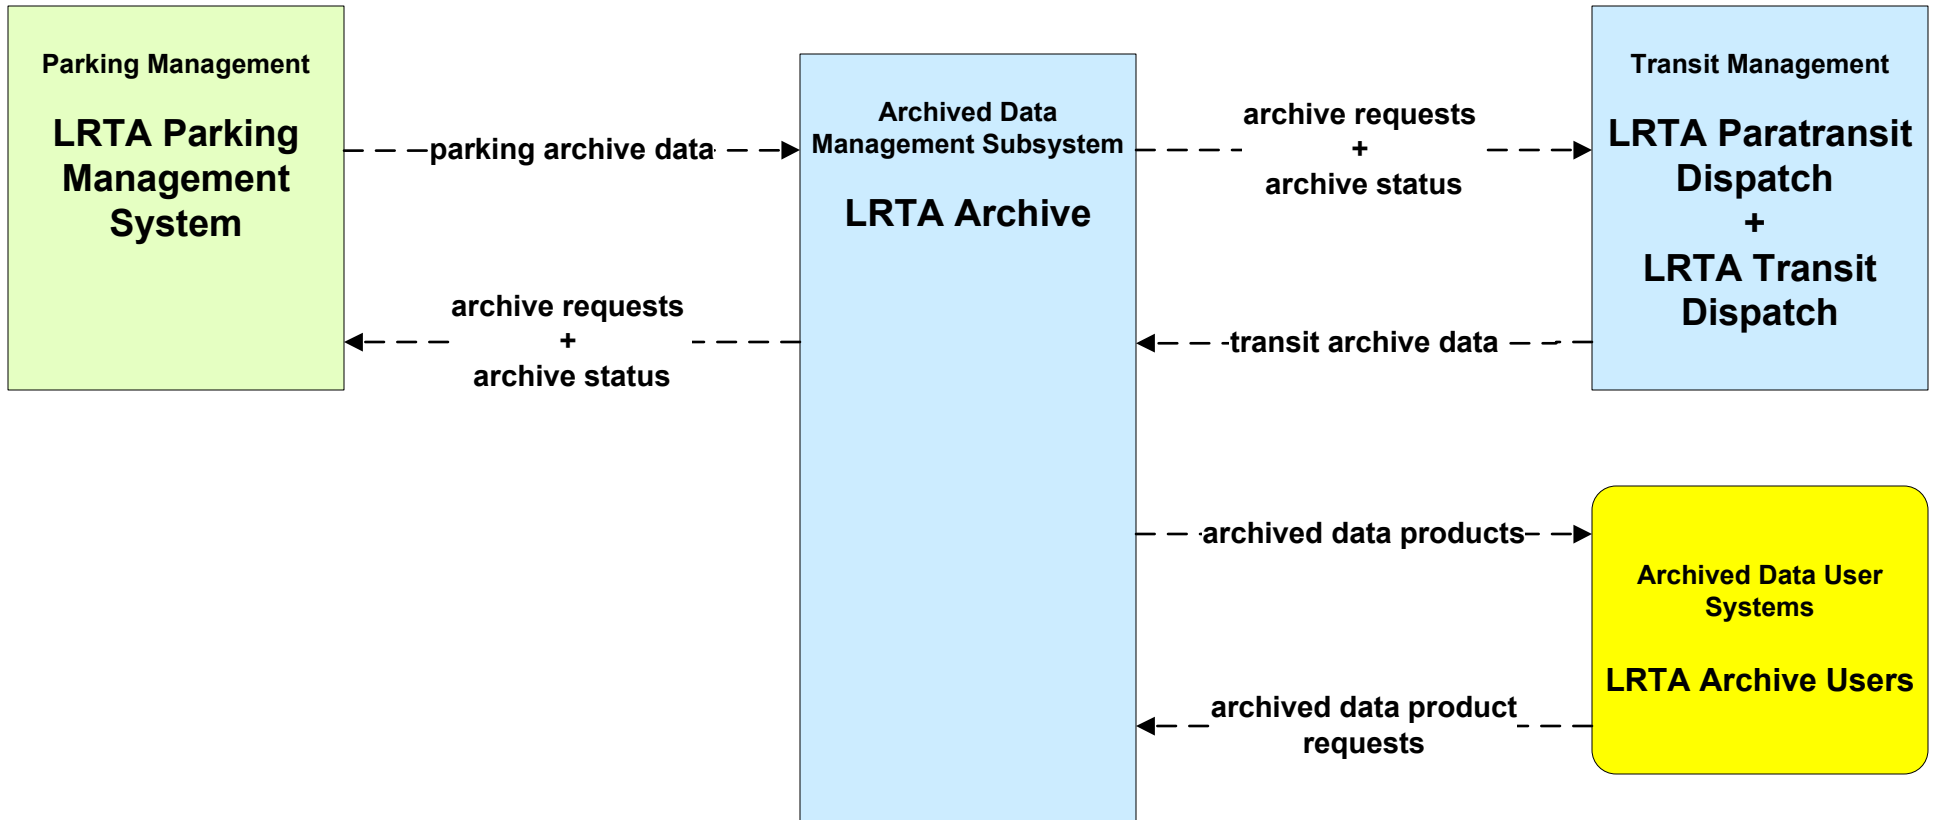 Parking Management
LRTA Parking
Management
System
parking archive data
archive requests
+
archive status
Archived Data
Management Subsystem
LRTA Archive
archive requests
+
archive status
transit archive data
Transit Management
LRTA Paratransit
Dispatch
+
LRTA Transit
Dispatch
archived data products
archived data product
requests
Archived Data User
Systems
LRTA Archive Users